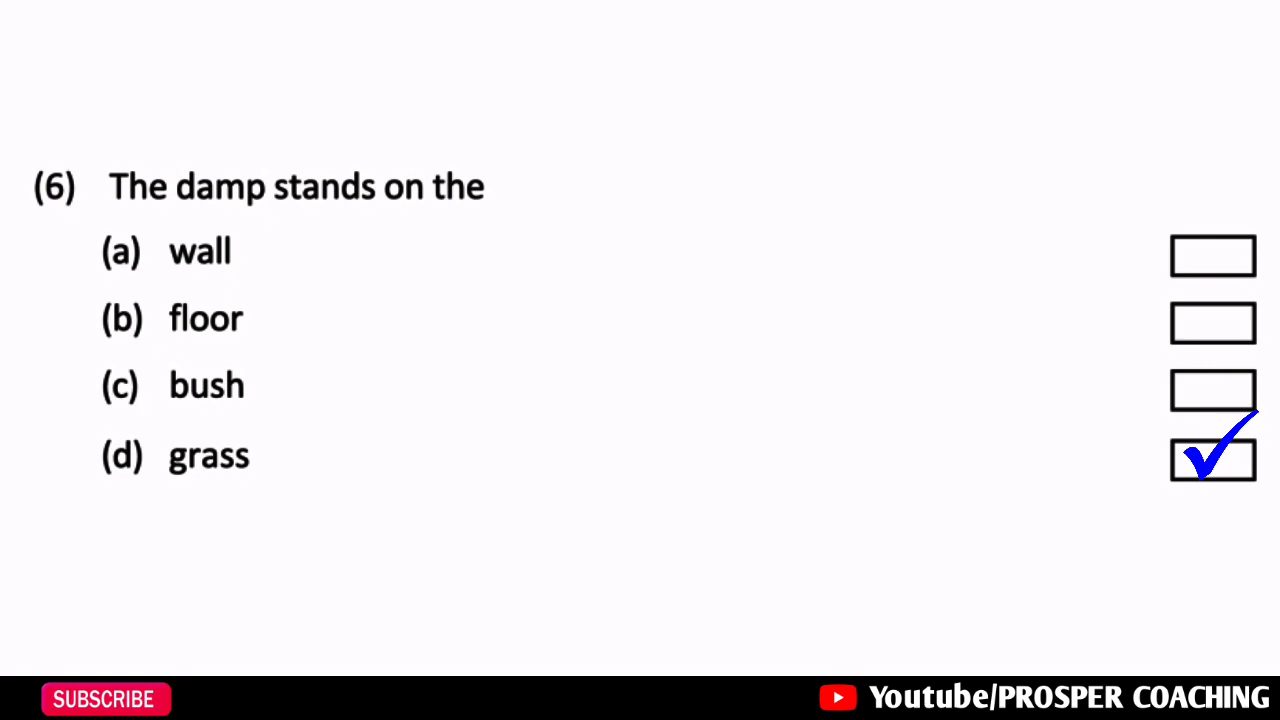 (6) The damp stands on the
(a) wall
(b) floor
(c) bush
(d) grass
SUBSCRIBE
Youtube/PROSPER COACHING